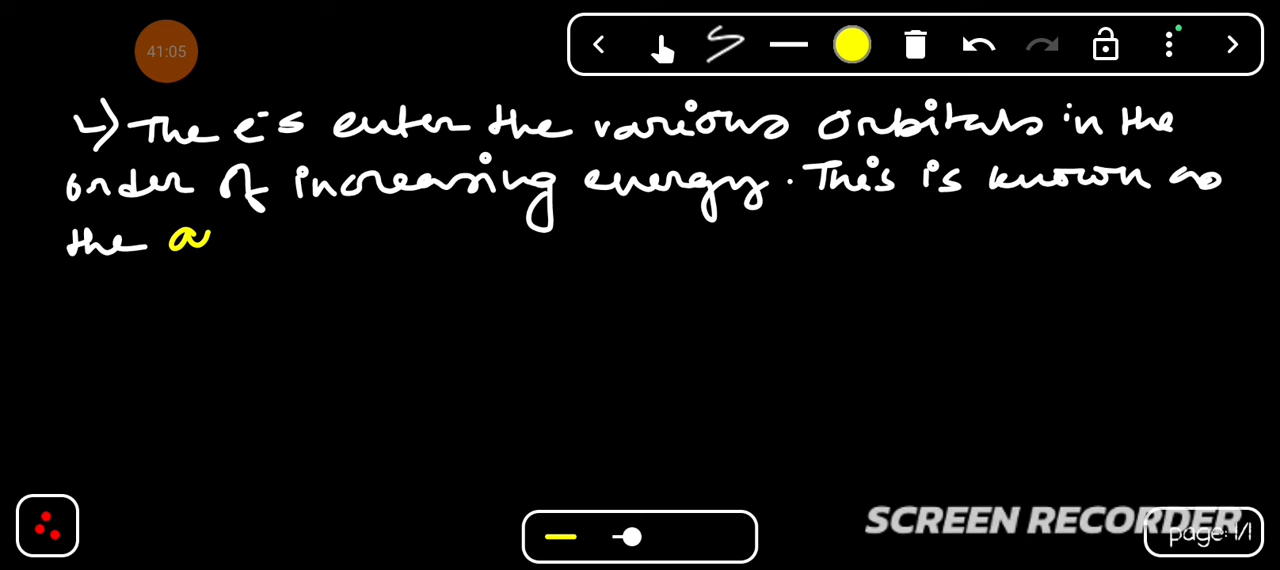 41:05
↳) The e⁻s enter the various orbitals in the
order of increasing energy. This is known as
the a
SCREEN RECORDER
page:1/1